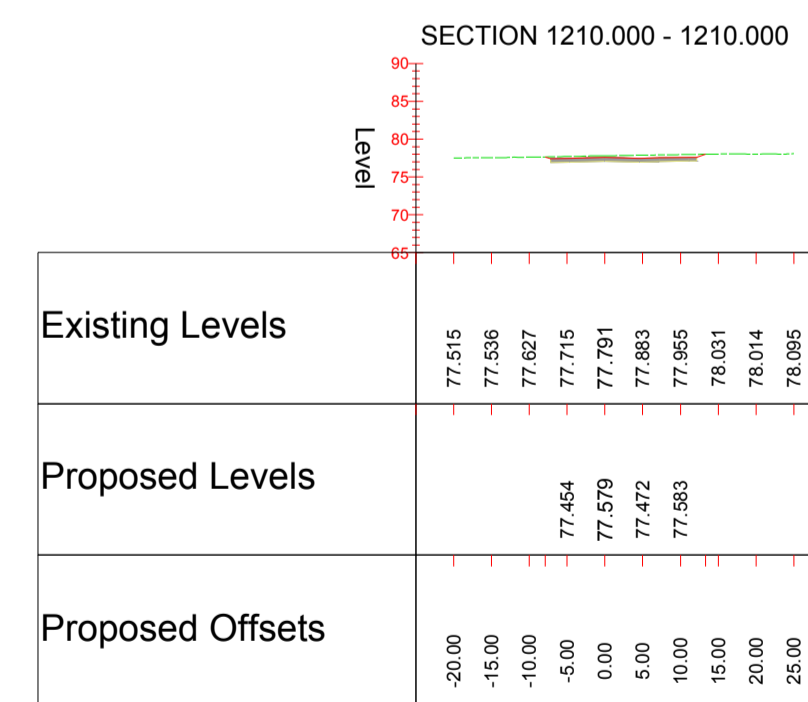 SECTION 1210.000 - 1210.000
90
85
80
75
70
65
Level
Existing Levels
77.515 77.536 77.627 77.715 77.791 77.883 77.955 78.031 78.014 78.095
Proposed Levels
77.454 77.579 77.472 77.583
Proposed Offsets
-20.00 -15.00 -10.00 -5.00 0.00 5.00 10.00 15.00 20.00 25.00